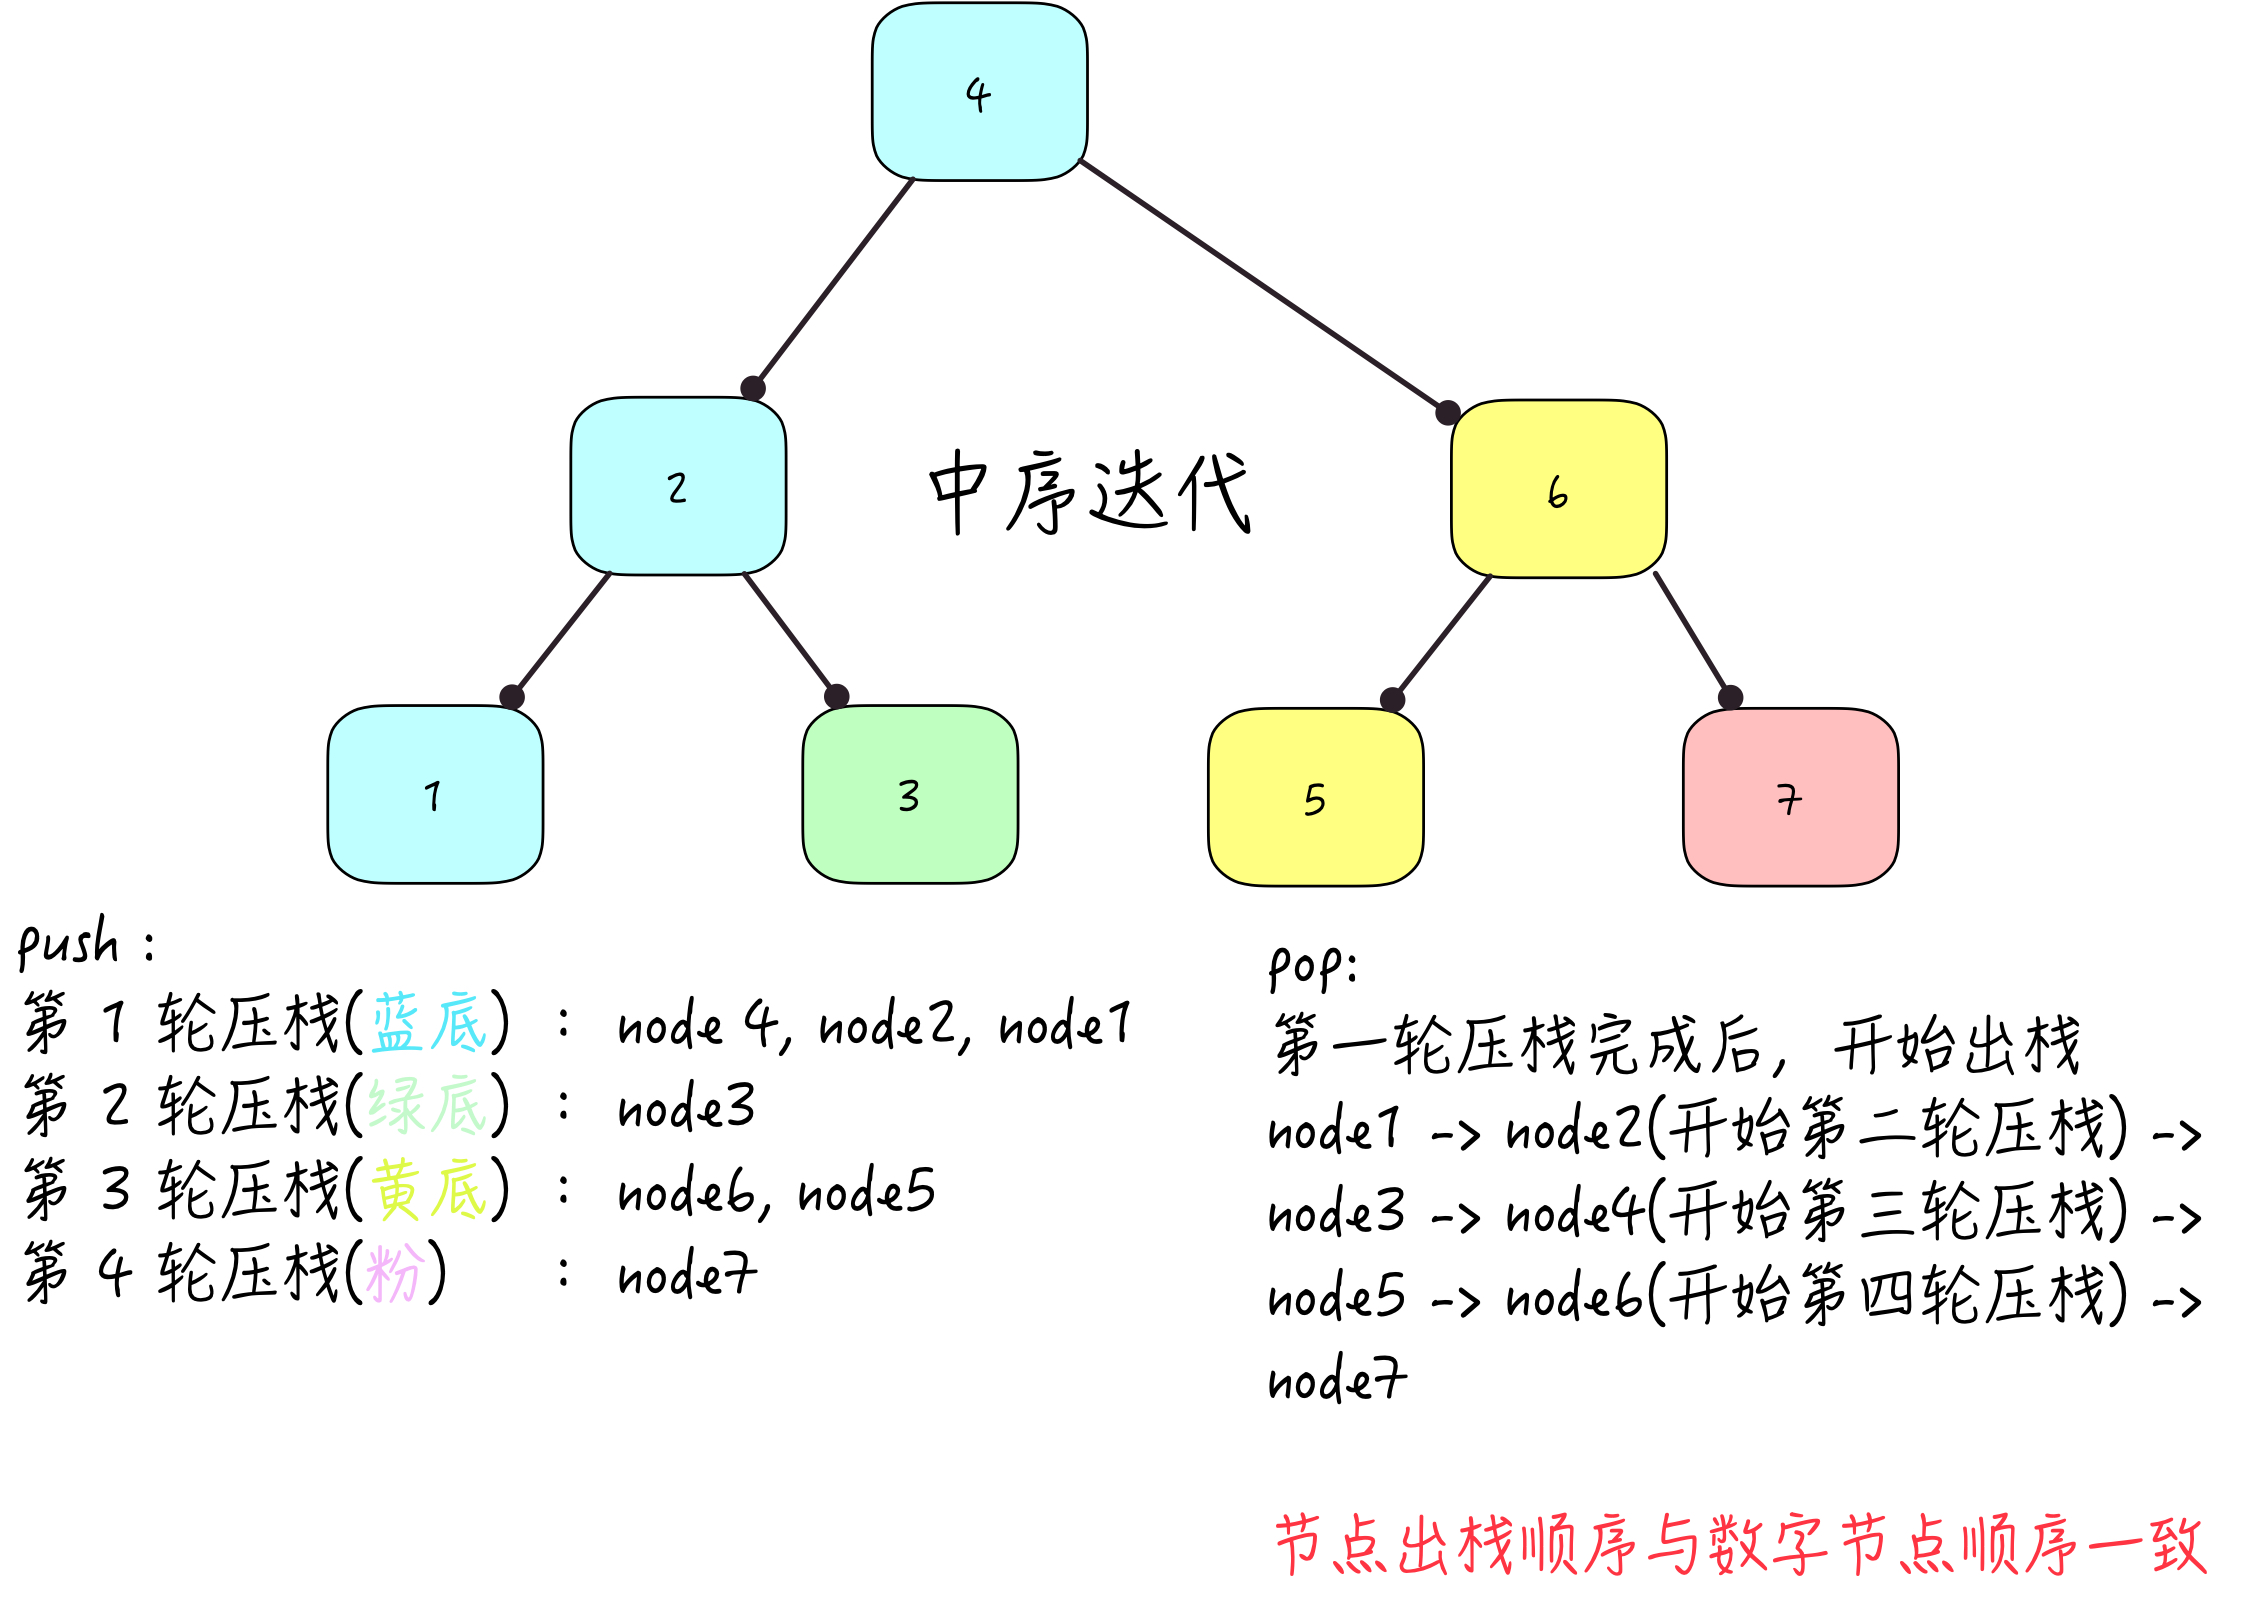 4
2
中序迭代
6
1
3
5
7
push :
第 1 轮压栈(蓝底) : node 4, node2, node1
第 2 轮压栈(绿底) : node3
第 3 轮压栈(黄底) : node6, node5
第 4 轮压栈(粉) : node7
pop:
第一轮压栈完成后, 开始出栈
node1 -> node2(开始第二轮压栈) ->
node3 -> node4(开始第三轮压栈) ->
node5 -> node6(开始第四轮压栈) ->
node7
节点出栈顺序与数字节点顺序一致